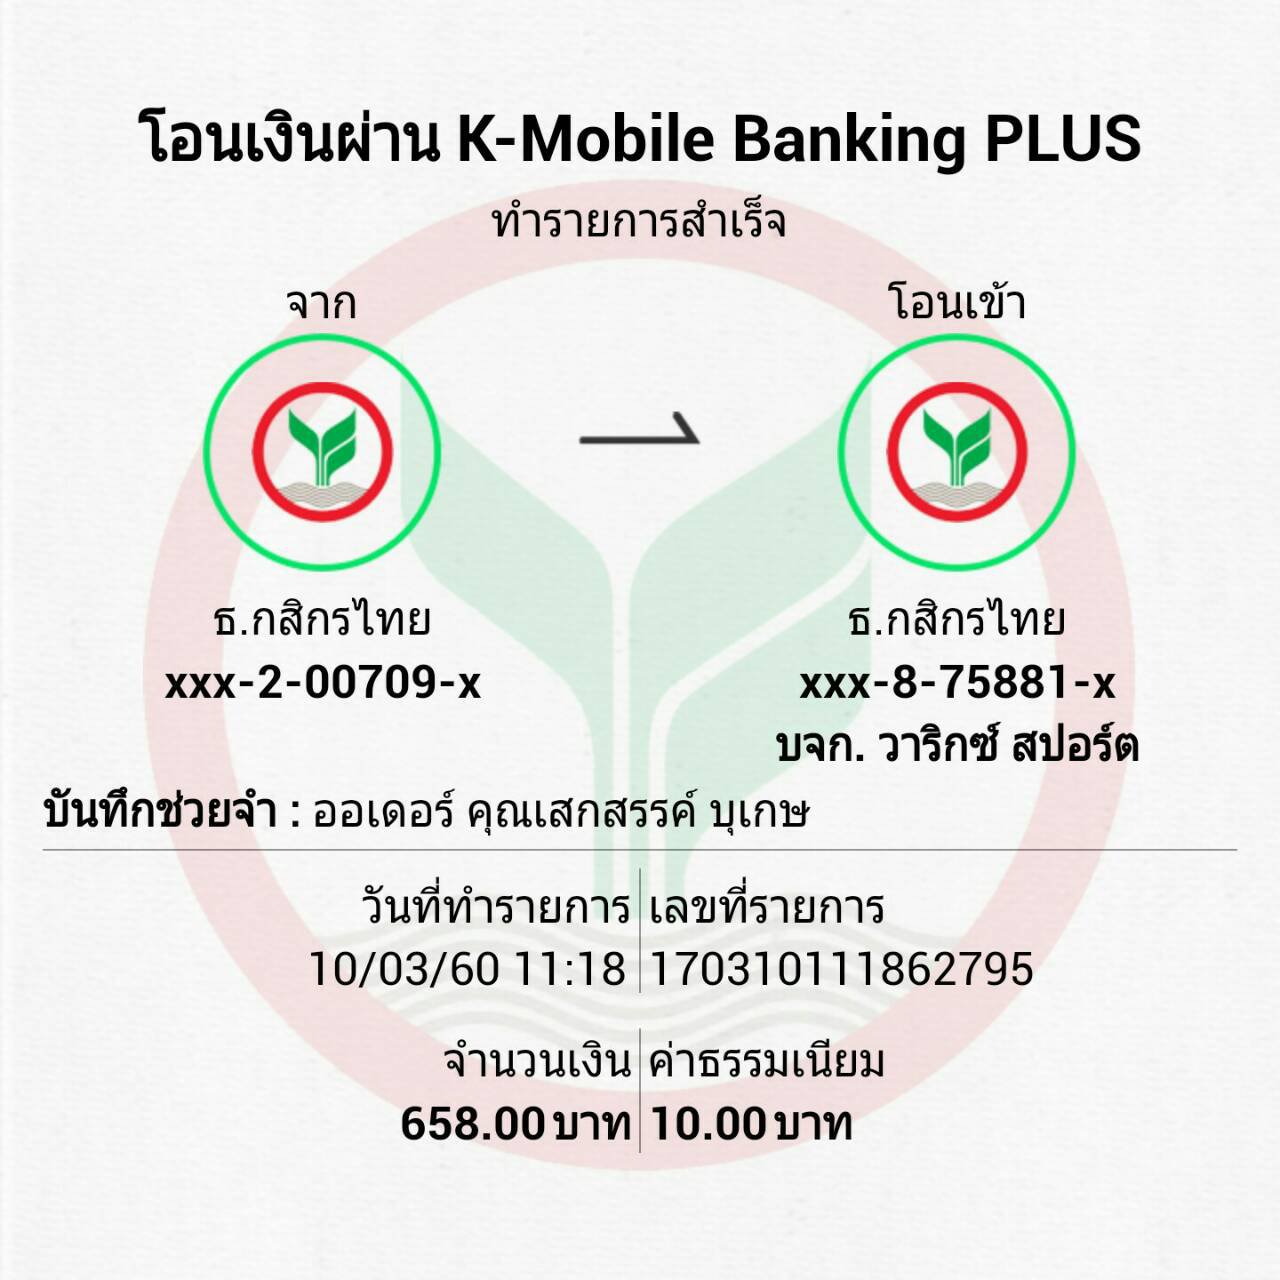 โอนเงินผ่าน K-Mobile Banking PLUS
ทำรายการสำเร็จ
จาก
โอนเข้า
ธ.กสิกรไทย
ธ.กสิกรไทย
xxx-2-00709-x
xxx-8-75881-x
บจก. วาริกซ์ สปอร์ต
บันทึกช่วยจำ : ออเดอร์ คุณเสกสรรค์ บุเกษ
วันที่ทำรายการ
เลขที่รายการ
10/03/60 11:18
170310111862795
จำนวนเงิน
ค่าธรรมเนียม
658.00 บาท
10.00 บาท